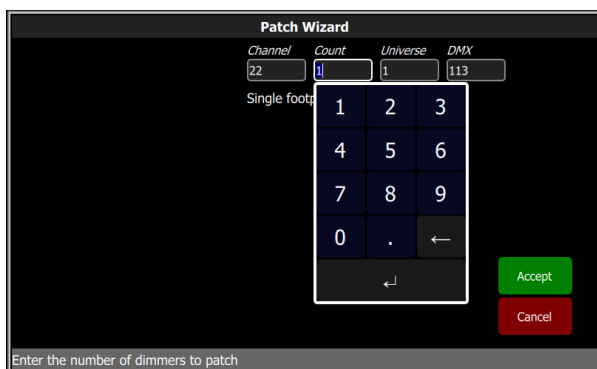 Patch Wizard
Channel Count Universe DMX
22 1 1 113
Single
1 2 3
4 5 6
7 8 9
0 . ←
↵
Accept
Cancel
Enter the number of dimmers to patch